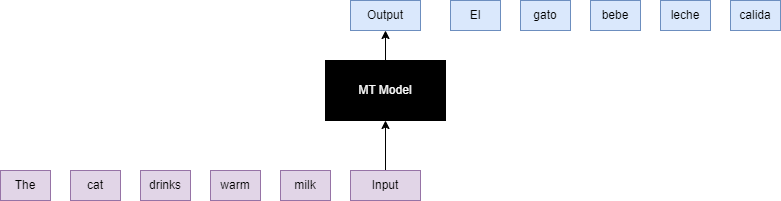 Output El gato bebe leche calida
MT Model
The cat drinks warm milk Input